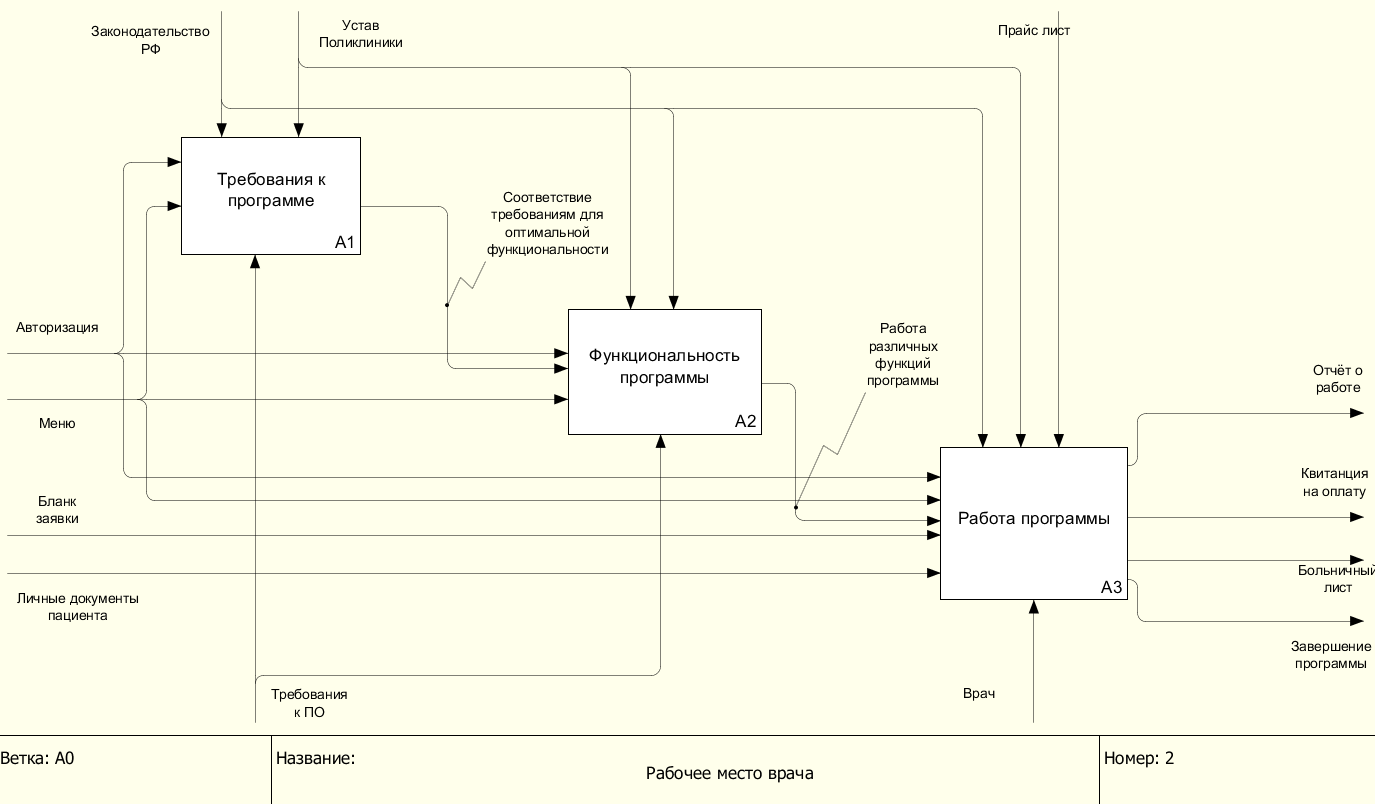 Законодательство
РФ
Устав
Поликлиники
Прайс лист
Требования к
программе
A1
Соответствие
требованиям для
оптимальной
функциональности
Авторизация
Функциональность
программы
A2
Работа
различных
функций
программы
Меню
Отчёт о
работе
Бланк
заявки
Квитанция
на оплату
Работа программы
A3
Больничный
лист
Личные документы
пациента
Завершение
программы
Требования
к ПО
Врач
Ветка: A0
Название:
Рабочее место врача
Номер: 2